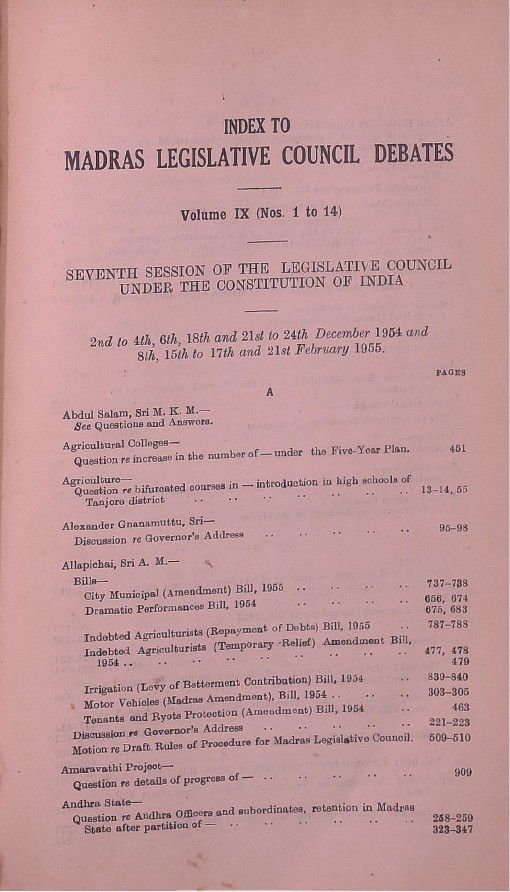 INDEX TO
MADRAS LEGISLATIVE COUNCIL DEBATES
Volume IX (Nos. 1 to 14)
SEVENTH SESSION OF THE LEGISLATIVE COUNCIL
UNDER THE CONSTITUTION OF INDIA
2nd to 4th, 6th, 18th and 21st to 24th December 1954 and
8th, 15th to 17th and 21st February 1955.
PAGES
A
Abdul Salam, Sri M. K. M.—
See Questions and Answers.
Agricultural Colleges—
Question re increase in the number of — under the Five-Year Plan. 451
Agriculture—
Question re bifurcated courses in — introduction in high schools of
Tanjore district .. .. .. .. .. .. 13–14, 55
Alexander Gnanamuttu, Sri—
Discussion re Governor's Address .. .. .. .. 95–98
Allapichai, Sri A. M.—
Bills—
City Municipal (Amendment) Bill, 1955 .. .. .. .. 737–738
Dramatic Performances Bill, 1954 .. .. .. .. 656, 674
675, 683
Indebted Agriculturists (Repayment of Debts) Bill, 1955 .. 787–788
Indebted Agriculturists (Temporary Relief) Amendment Bill,
1954 .. .. .. .. .. .. .. .. .. 477, 478
479
Irrigation (Levy of Betterment Contribution) Bill, 1954 .. 839–840
Motor Vehicles (Madras Amendment), Bill, 1954 .. .. .. 303–305
Tenants and Ryots Protection (Amendment) Bill, 1954 .. 463
Discussion re Governor's Address .. .. .. .. 221–223
Motion re Draft Rules of Procedure for Madras Legislative Council. 509–510
Amaravathi Project—
Question re details of progress of — .. .. .. .. .. 909
Andhra State—
Question re Andhra Officers and subordinates, retention in Madras
State after partition of — .. .. .. .. .. .. 258–259
323–347